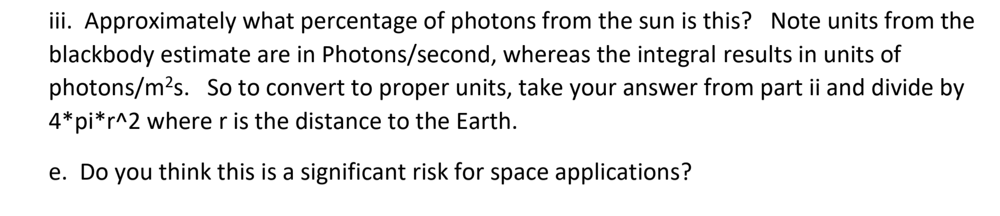 iii. Approximately what percentage of photons from the sun is this? Note units from the
blackbody estimate are in Photons/second, whereas the integral results in units of
photons/m²s. So to convert to proper units, take your answer from part ii and divide by
4*pi*r^2 where r is the distance to the Earth.
e. Do you think this is a significant risk for space applications?